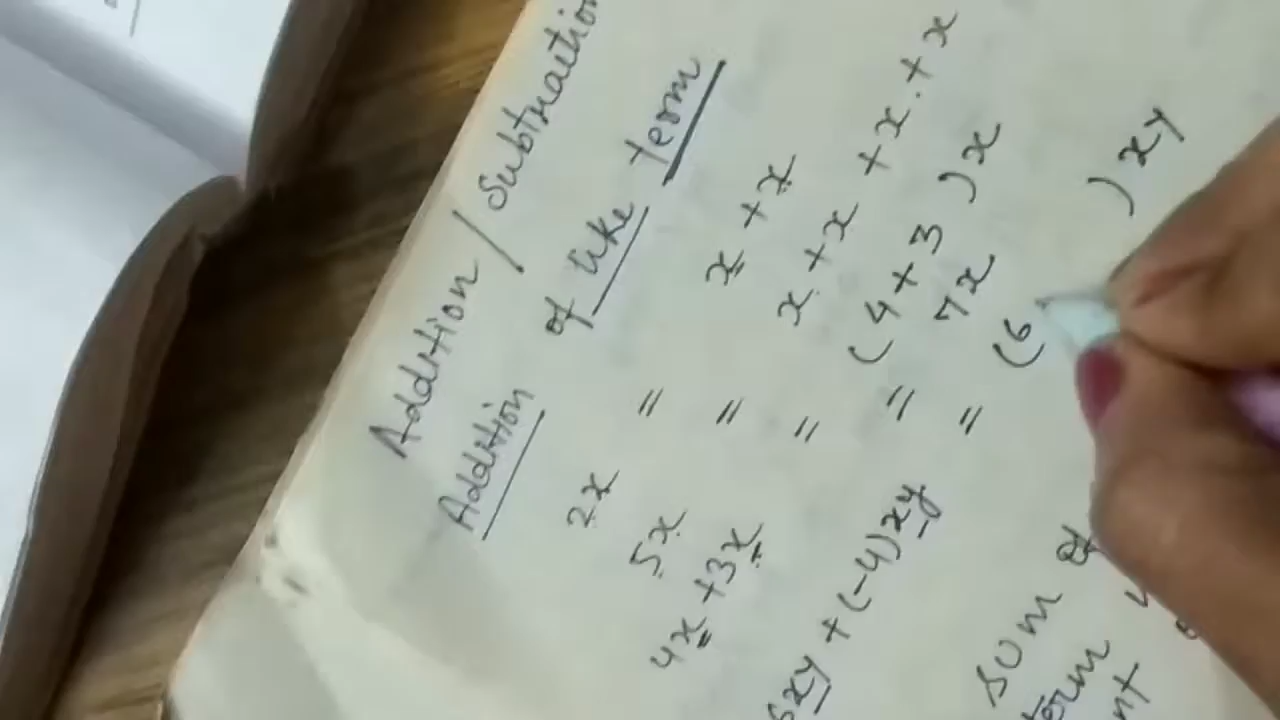 Addition / Subtraction
Addition of like term
2x = x + x
5x = x + x + x + x + x
4x + 3x = (4 + 3) x
= 7x
6xy + (-4) xy = (6 ) xy
sum of
term